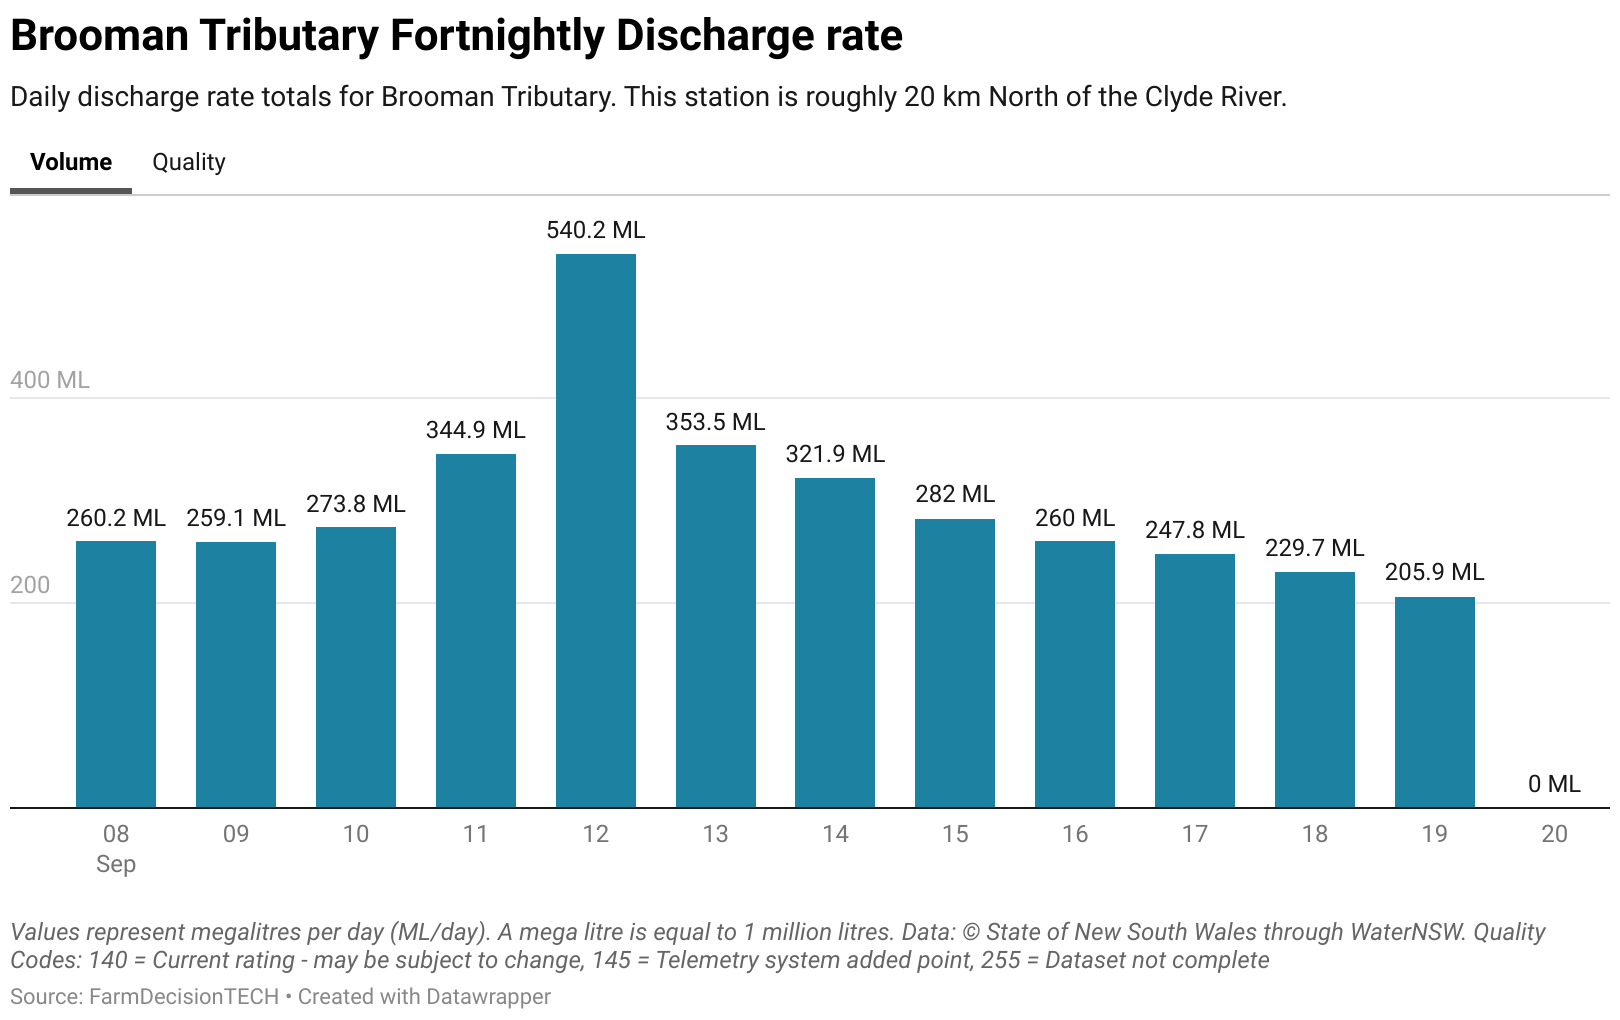 Brooman Tributary Fortnightly Discharge rate
Daily discharge rate totals for Brooman Tributary. This station is roughly 20 km North of the Clyde River.
Volume Quality
540.2 ML
400 ML
344.9 ML
353.5 ML
321.9 ML
260.2 ML
259.1 ML
273.8 ML
282 ML
260 ML
247.8 ML
229.7 ML
205.9 ML
200
0 ML
08 09 10 11 12 13 14 15 16 17 18 19 20
Sep
Values represent megalitres per day (ML/day). A mega litre is equal to 1 million litres. Data: © State of New South Wales through WaterNSW. Quality
Codes: 140 = Current rating - may be subject to change, 145 = Telemetry system added point, 255 = Dataset not complete
Source: FarmDecisionTECH • Created with Datawrapper